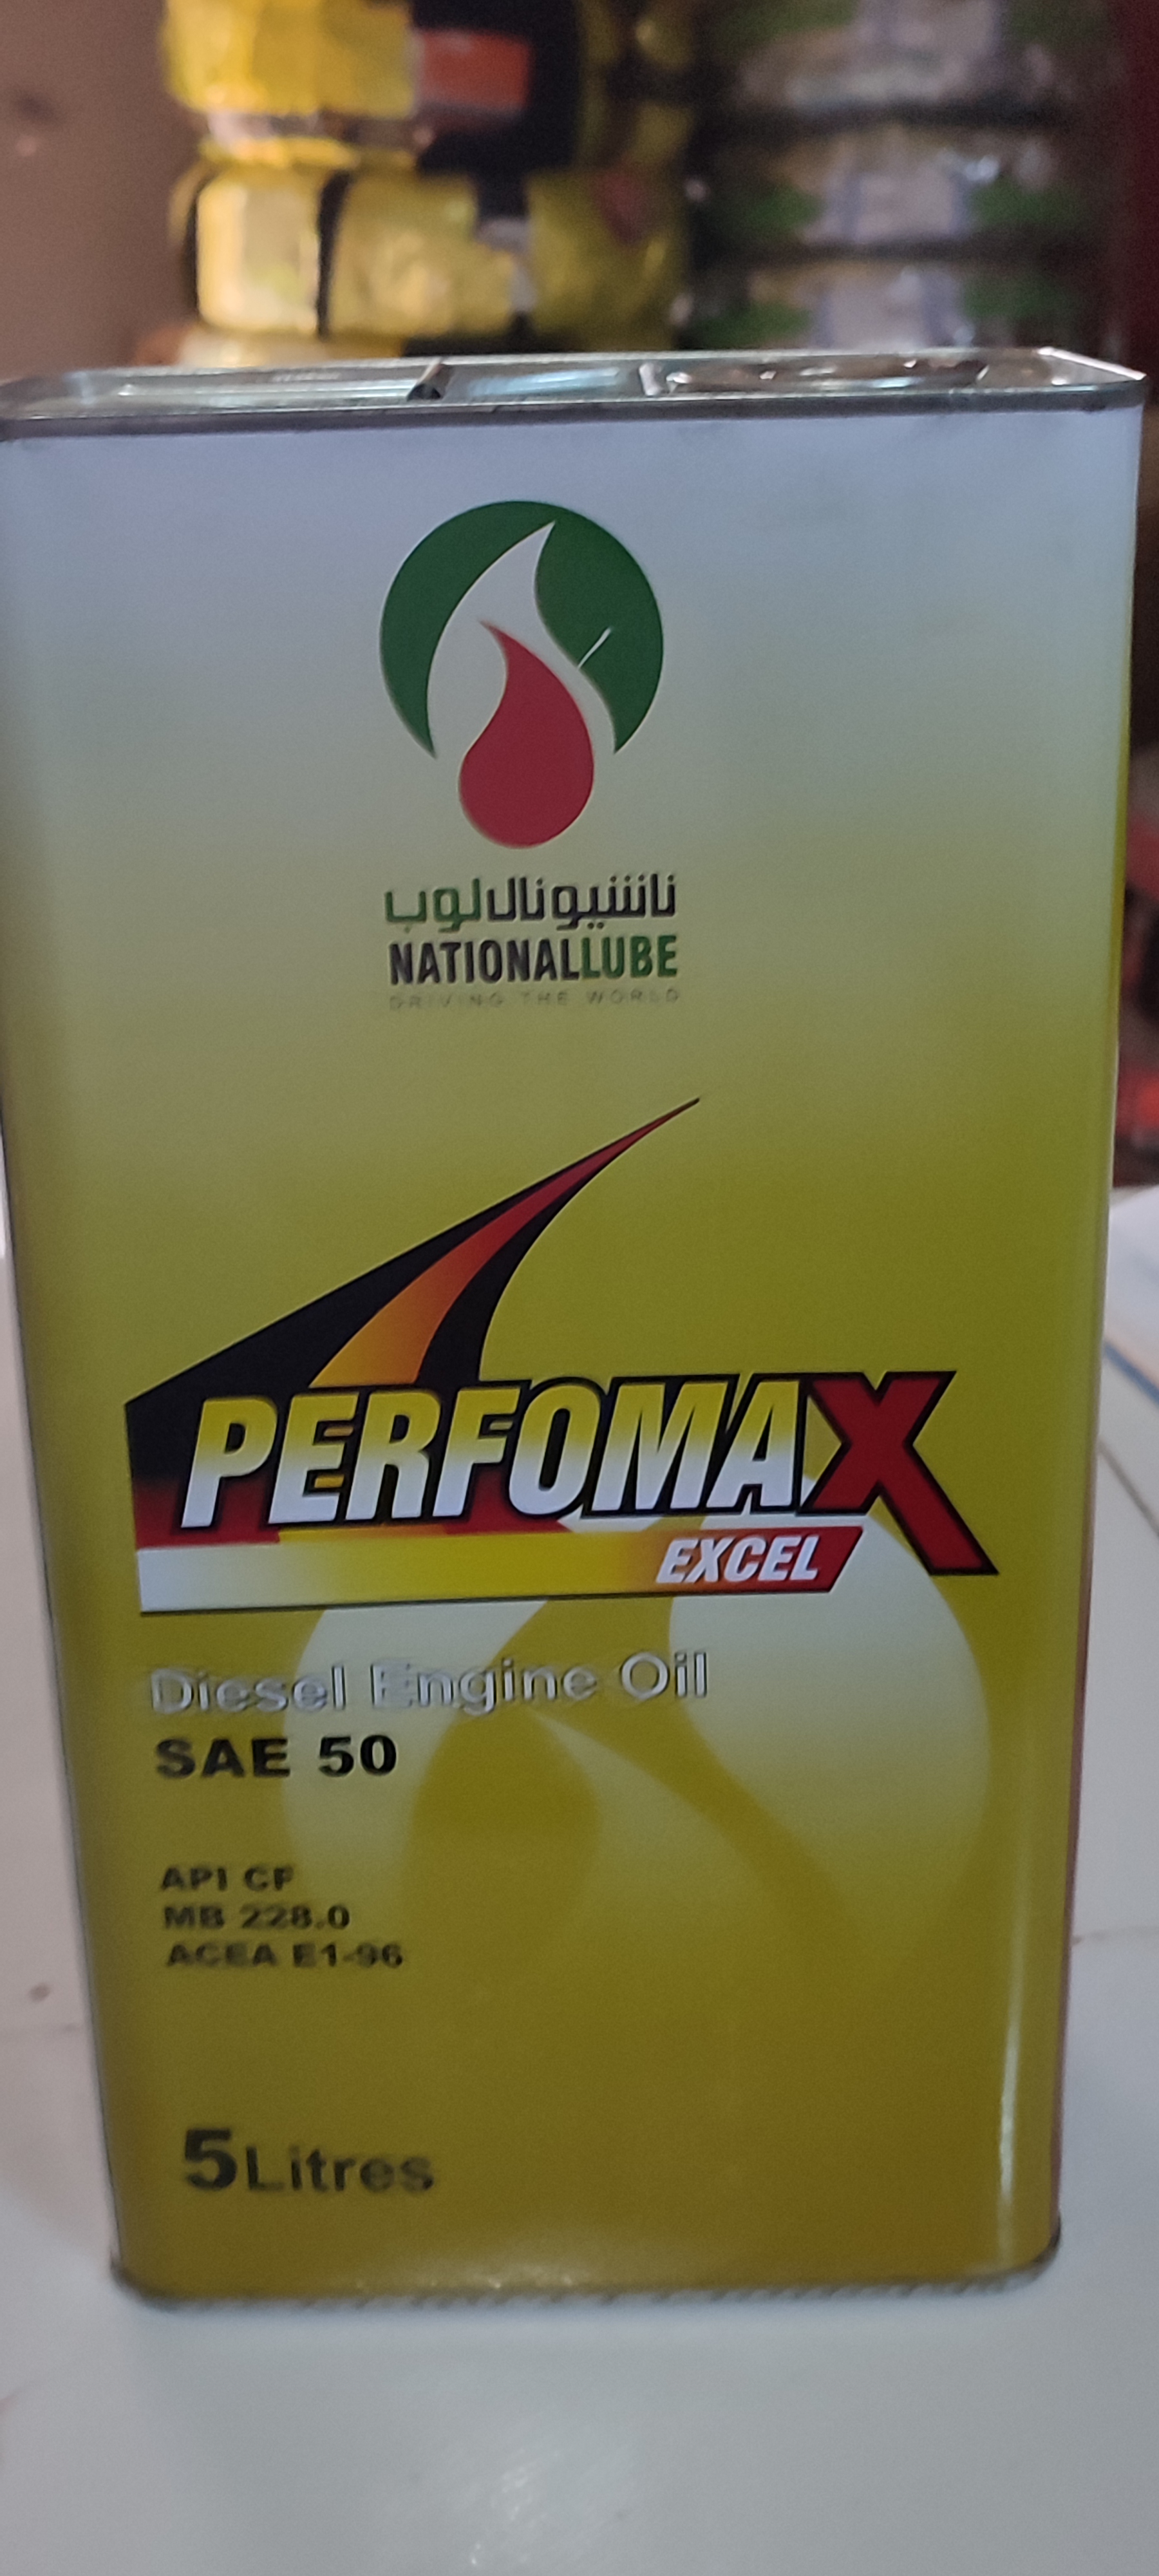 ناشيونال لوب
NATIONALLUBE
DRIVING THE WORLD
PERFOMAX
EXCEL
Diesel Engine Oil
SAE 50
API CF
MB 228.0
ACEA E1-96
5Litres